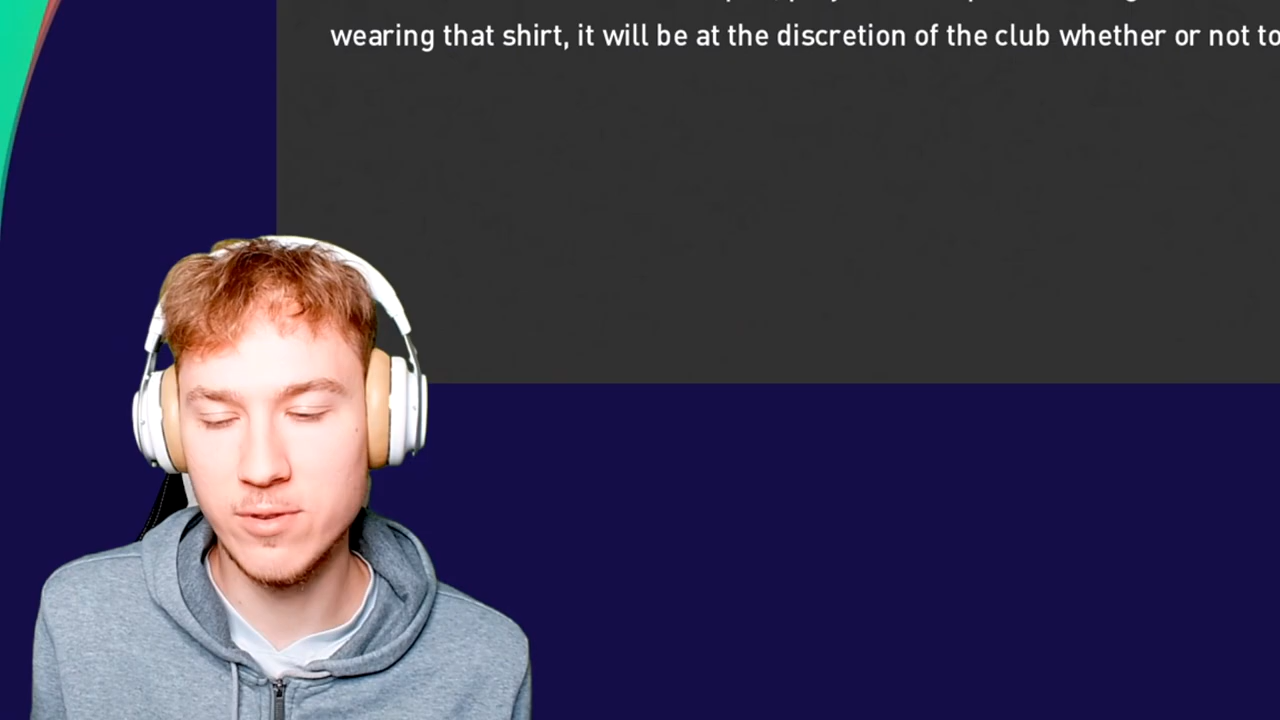 wearing that shirt, it will be at the discretion of the club whether or not to